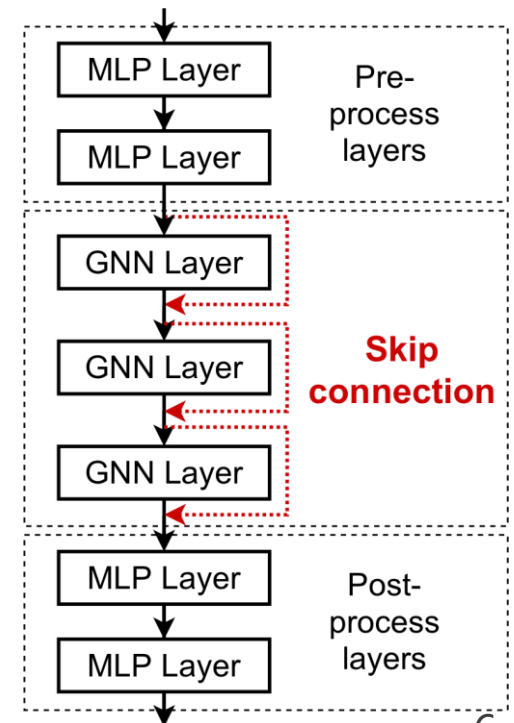 MLP Layer
Pre-
process
layers
MLP Layer
GNN Layer
GNN Layer
Skip
connection
GNN Layer
MLP Layer
Post-
process
layers
MLP Layer